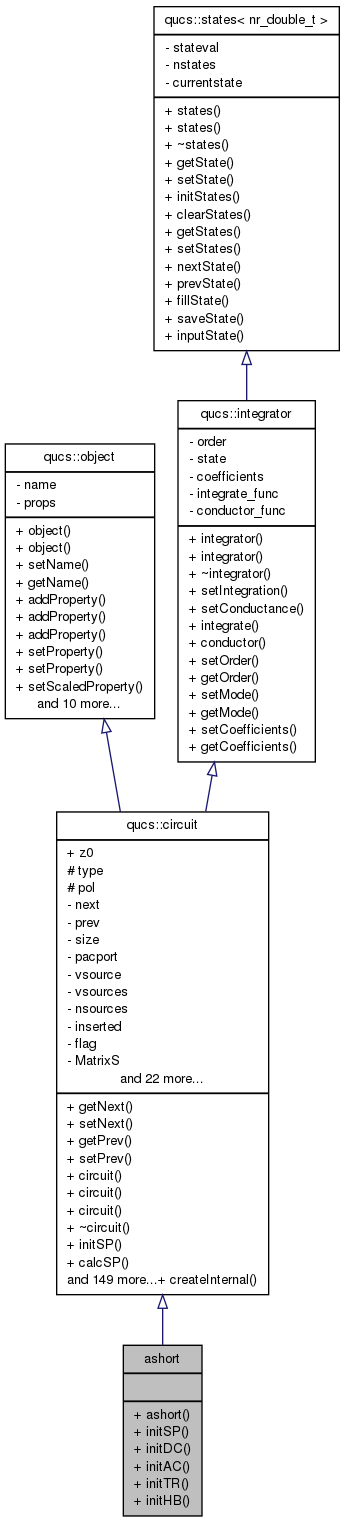 qucs::states< nr_double_t >
- stateval
- nstates
- currentstate
+ states()
+ states()
+ ~states()
+ getState()
+ setState()
+ initStates()
+ clearStates()
+ getStates()
+ setStates()
+ nextState()
+ prevState()
+ fillState()
+ saveState()
+ inputState()
qucs::integrator
- order
- state
- coefficients
- integrate_func
- conductor_func
+ integrator()
+ integrator()
+ ~integrator()
+ setIntegration()
+ setConductance()
+ integrate()
+ conductor()
+ setOrder()
+ getOrder()
+ setMode()
+ getMode()
+ setCoefficients()
+ getCoefficients()
qucs::object
- name
- props
+ object()
+ object()
+ setName()
+ getName()
+ addProperty()
+ addProperty()
+ addProperty()
+ setProperty()
+ setProperty()
+ setScaledProperty()
and 10 more...
qucs::circuit
+ z0
# type
# pol
- next
- prev
- size
- pacport
- vsource
- vsources
- nsources
- inserted
- flag
- MatrixS
and 22 more...
+ getNext()
+ setNext()
+ getPrev()
+ setPrev()
+ circuit()
+ circuit()
+ circuit()
+ ~circuit()
+ initSP()
+ calcSP()
and 149 more...+ createInternal()
ashort
+ ashort()
+ initSP()
+ initDC()
+ initAC()
+ initTR()
+ initHB()